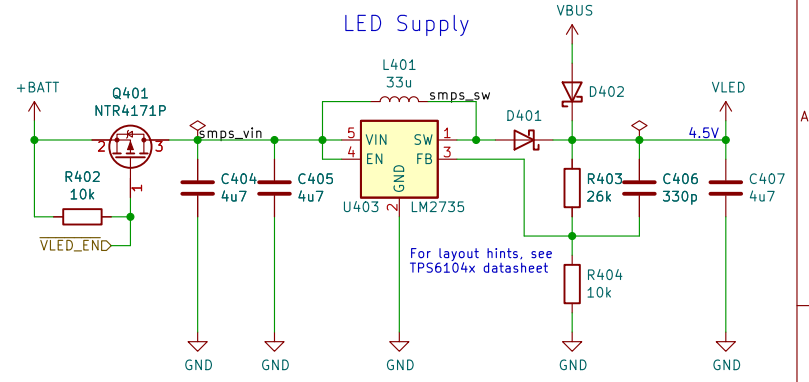 LED Supply
VBUS
+BATT
Q401
NTR4171P
L401
33u
smps_sw
D402
VLED
D401
smps_vin
4.5V
A
2
3
1
5
VIN
SW
1
4
EN
FB
3
GND
2
U403
LM2735
R402
10k
C404
4u7
C405
4u7
R403
26k
C406
330p
C407
4u7
VLED_EN
For layout hints, see
TPS6104x datasheet
R404
10k
GND
GND
GND
GND
GND